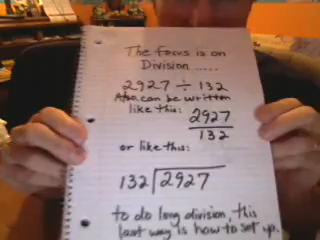 The focus is on
Division .....
2927 ÷ 132
can be written
like this: 2927
132
or like this:
132 2927
to do long division, this
last way is how to set up.